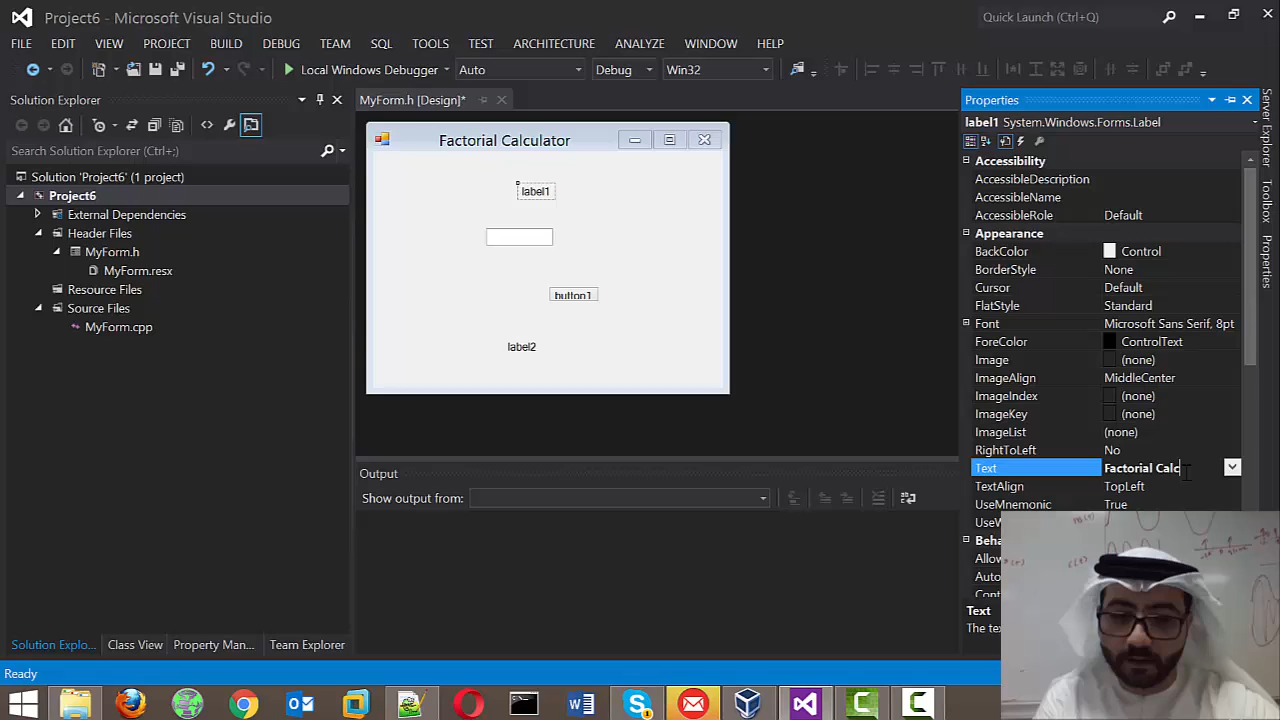 Project6 - Microsoft Visual Studio
Quick Launch (Ctrl+Q)
FILE EDIT VIEW PROJECT BUILD DEBUG TEAM SQL TOOLS TEST ARCHITECTURE ANALYZE WINDOW HELP
Local Windows Debugger Auto Debug Win32
Solution Explorer
Search Solution Explorer (Ctrl+;)
Solution 'Project6' (1 project)
Project6
External Dependencies
Header Files
MyForm.h
MyForm.resx
Resource Files
Source Files
MyForm.cpp
Solution Explo... Class View Property Man... Team Explorer
MyForm.h [Design]*
Factorial Calculator
label1
button1
label2
Output
Show output from:
Properties
label1 System.Windows.Forms.Label
Accessibility
AccessibleDescription
AccessibleName
AccessibleRole Default
Appearance
BackColor Control
BorderStyle None
Cursor Default
FlatStyle Standard
Font Microsoft Sans Serif, 8pt
ForeColor ControlText
Image (none)
ImageAlign MiddleCenter
ImageIndex (none)
ImageKey (none)
ImageList (none)
RightToLeft No
Text Factorial Calc
TextAlign TopLeft
UseMnemonic True
UseW
Beha
Allow
Auto
Text
The tex
Server Explorer
Toolbox
Properties
Ready